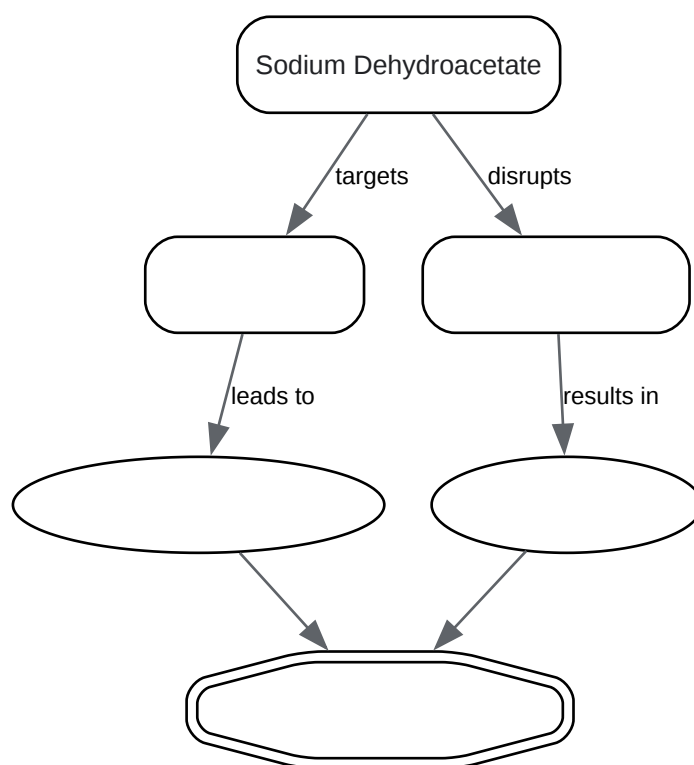 Sodium Dehydroacetate
targets
disrupts
leads to
results in